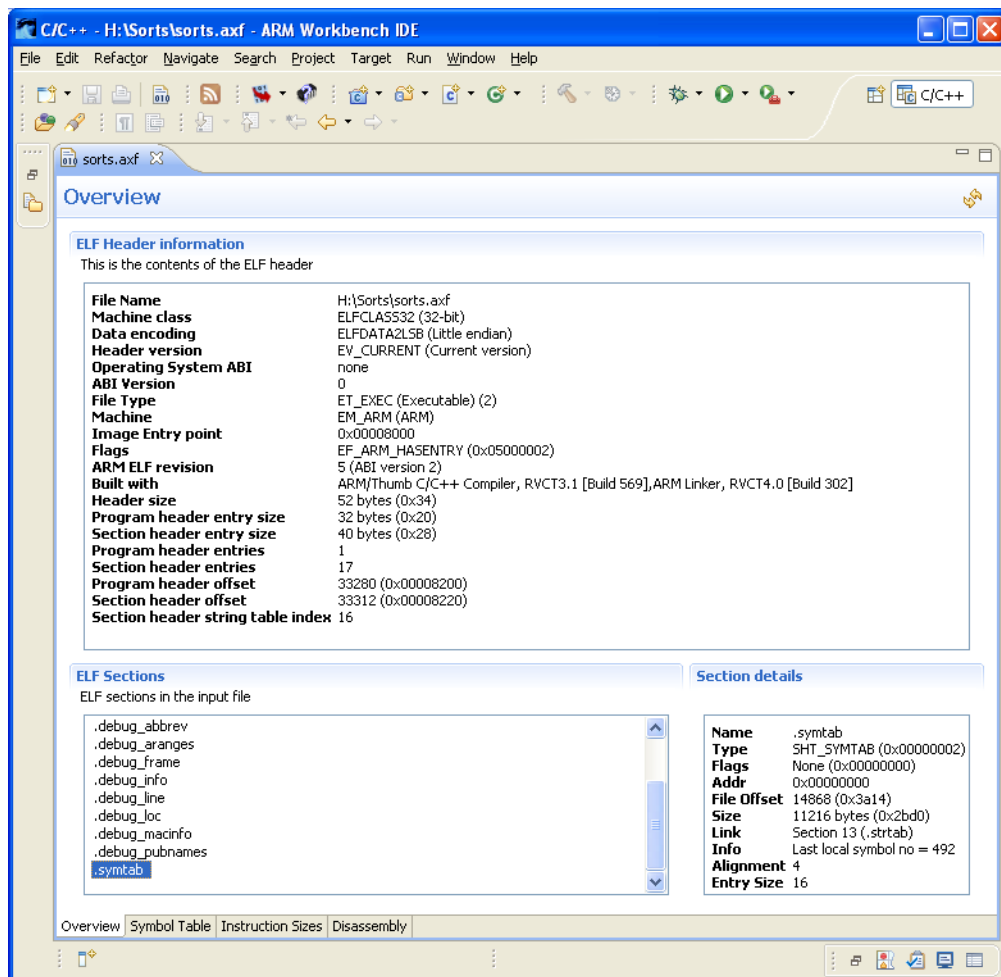 C/C++ - H:\Sorts\sorts.axf - ARM Workbench IDE
File Edit Refactor Navigate Search Project Target Run Window Help
C/C++
sorts.axf
Overview
ELF Header information
This is the contents of the ELF header
File Name H:\Sorts\sorts.axf
Machine class ELFCLASS32 (32-bit)
Data encoding ELFDATA2LSB (Little endian)
Header version EV_CURRENT (Current version)
Operating System ABI none
ABI Version 0
File Type ET_EXEC (Executable) (2)
Machine EM_ARM (ARM)
Image Entry point 0x00008000
Flags EF_ARM_HASENTRY (0x05000002)
ARM ELF revision 5 (ABI version 2)
Built with ARM/Thumb C/C++ Compiler, RVCT3.1 [Build 569],ARM Linker, RVCT4.0 [Build 302]
Header size 52 bytes (0x34)
Program header entry size 32 bytes (0x20)
Section header entry size 40 bytes (0x28)
Program header entries 1
Section header entries 17
Program header offset 33280 (0x00008200)
Section header offset 33312 (0x00008220)
Section header string table index 16
ELF Sections
ELF sections in the input file
.debug_abbrev
.debug_aranges
.debug_frame
.debug_info
.debug_line
.debug_loc
.debug_macinfo
.debug_pubnames
.symtab
Section details
Name .symtab
Type SHT_SYMTAB (0x00000002)
Flags None (0x00000000)
Addr 0x00000000
File Offset 14868 (0x3a14)
Size 11216 bytes (0x2bd0)
Link Section 13 (.strtab)
Info Last local symbol no = 492
Alignment 4
Entry Size 16
Overview Symbol Table Instruction Sizes Disassembly